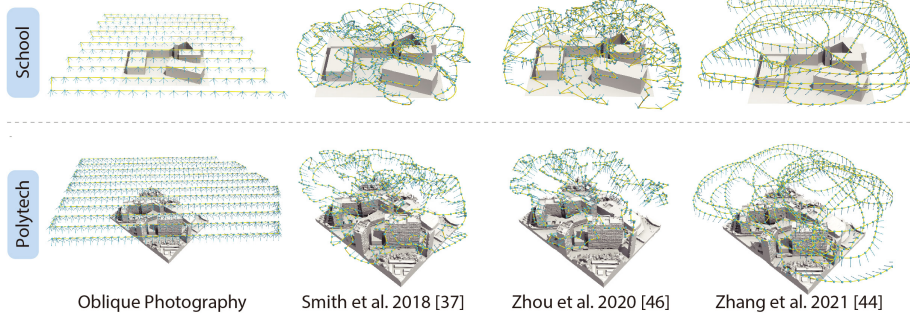 School
Polytech
Oblique Photography
Smith et al. 2018 [37]
Zhou et al. 2020 [46]
Zhang et al. 2021 [44]